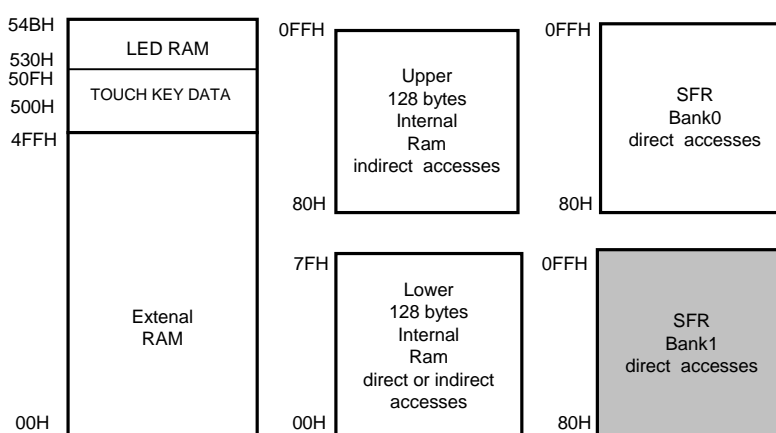 54BH
LED RAM
530H
50FH
TOUCH KEY DATA
500H
4FFH
Extenal
RAM
00H
0FFH
Upper
128 bytes
Internal
Ram
indirect accesses
80H
7FH
Lower
128 bytes
Internal
Ram
direct or indirect
accesses
00H
0FFH
SFR
Bank0
direct accesses
80H
0FFH
SFR
Bank1
direct accesses
80H